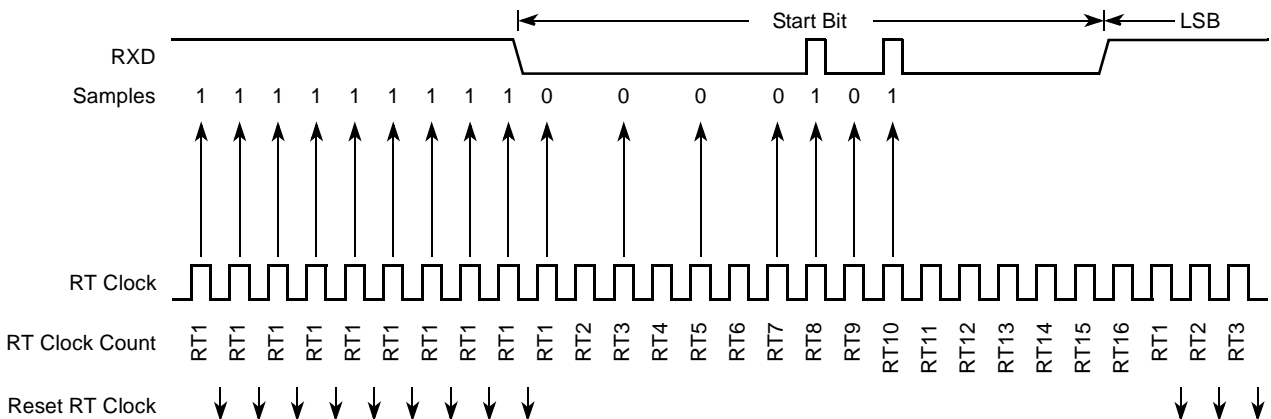 Start Bit LSB
RXD
Samples 1 1 1 1 1 1 1 1 1 0 0 0 0 1 0 1
RT Clock
RT Clock Count RT1 RT1 RT1 RT1 RT1 RT1 RT1 RT1 RT1 RT1 RT2 RT3 RT4 RT5 RT6 RT7 RT8 RT9 RT10 RT11 RT12 RT13 RT14 RT15 RT16 RT1 RT2 RT3
Reset RT Clock